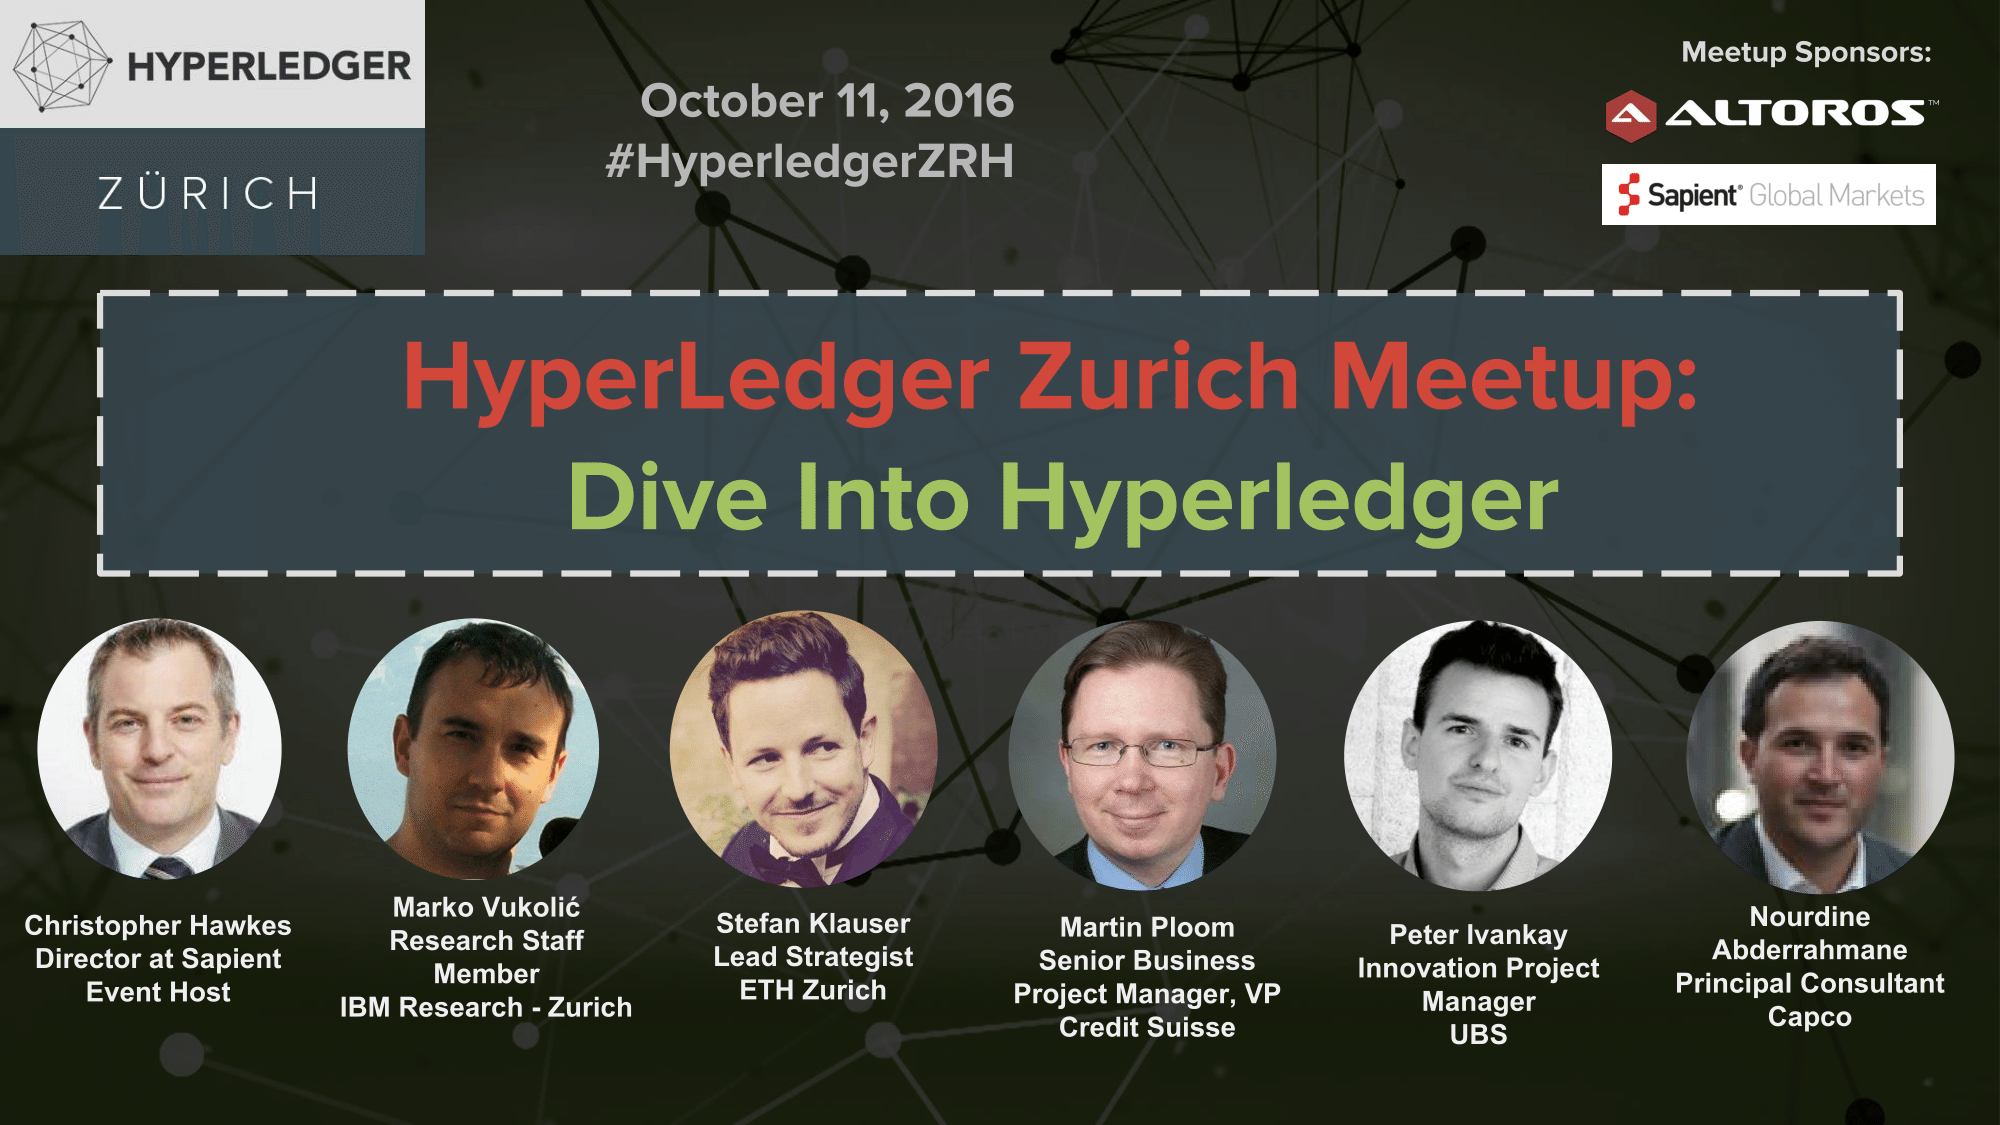 HYPERLEDGER
ZÜRICH
October 11, 2016
#HyperledgerZRH
Meetup Sponsors:
ALTOROS™
Sapient® Global Markets
HyperLedger Zurich Meetup:
Dive Into Hyperledger
Christopher Hawkes
Director at Sapient
Event Host
Marko Vukolić
Research Staff
Member
IBM Research - Zurich
Stefan Klauser
Lead Strategist
ETH Zurich
Martin Ploom
Senior Business
Project Manager, VP
Credit Suisse
Peter Ivankay
Innovation Project
Manager
UBS
Nourdine
Abderrahmane
Principal Consultant
Capco